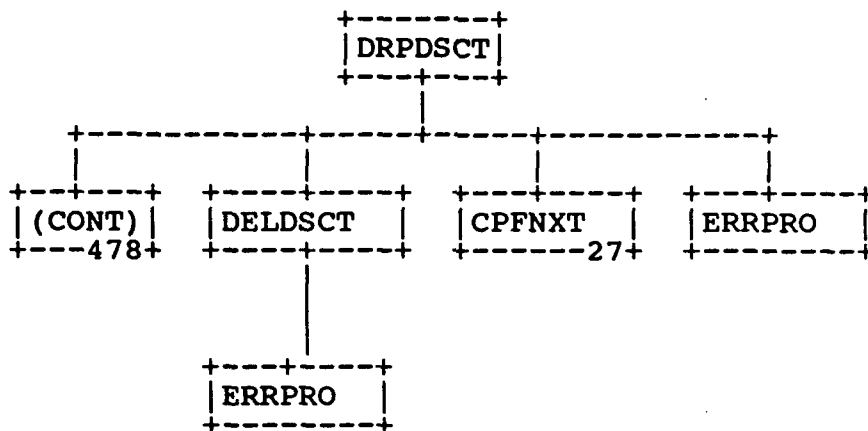 DRPDSCT
(CONT) DELDSCT CPFNXT ERRPRO
478 27
ERRPRO